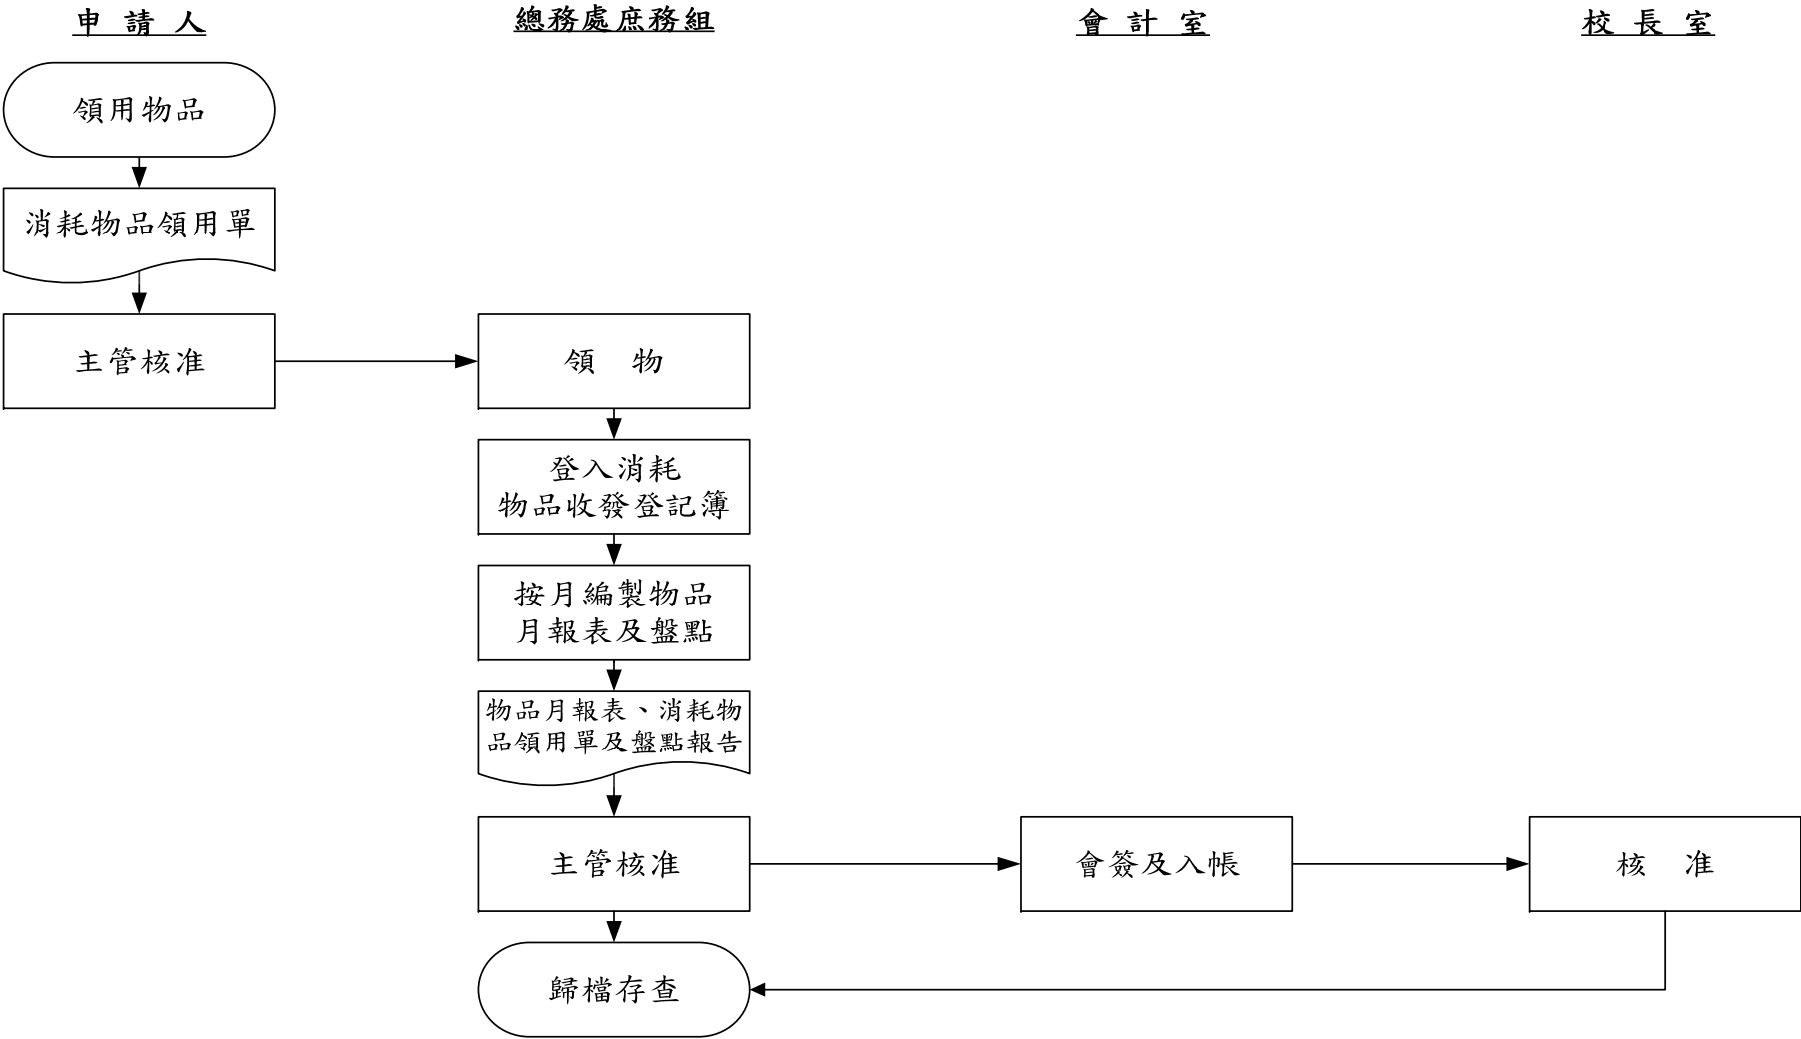 申 請 人
總務處庶務組
會 計 室
校 長 室
領用物品
消耗物品領用單
主管核准
領 物
登入消耗
物品收發登記簿
按月編製物品
月報表及盤點
物品月報表、消耗物
品領用單及盤點報告
主管核准
會簽及入帳
核 准
歸檔存查